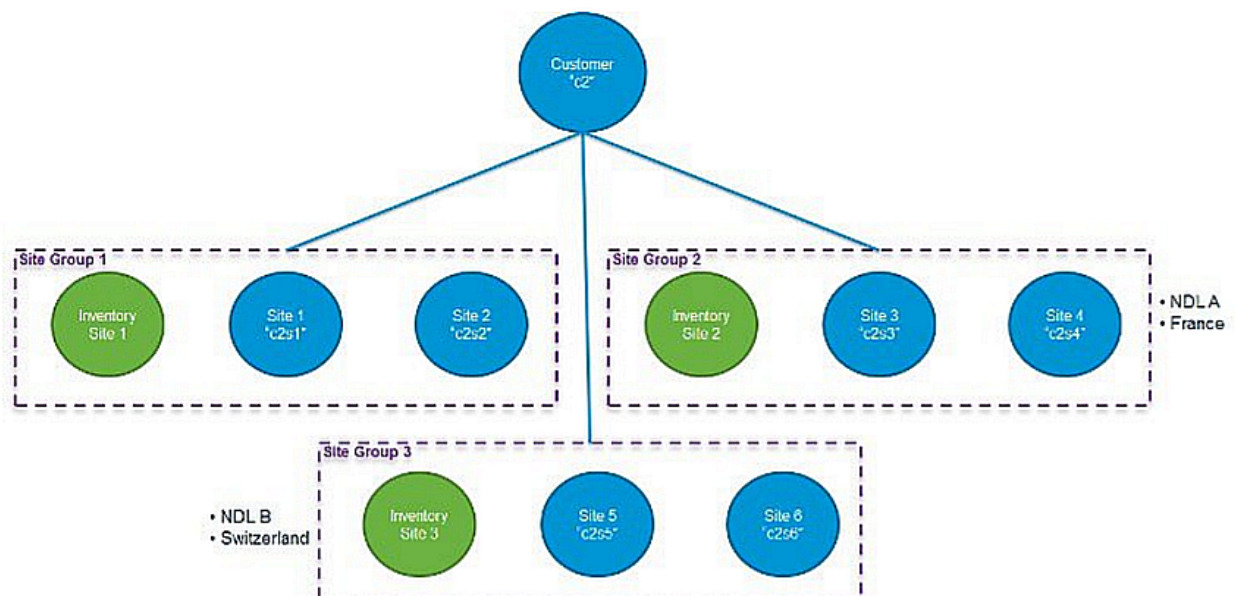 Customer
"c2"
Site Group 1
Inventory
Site 1
Site 1
"c2s1"
Site 2
"c2s2"
Site Group 2
Inventory
Site 2
Site 3
"c2s3"
Site 4
"c2s4"
• NDL A
• France
Site Group 3
• NDL B
• Switzerland
Inventory
Site 3
Site 5
"c2s5"
Site 6
"c2s6"